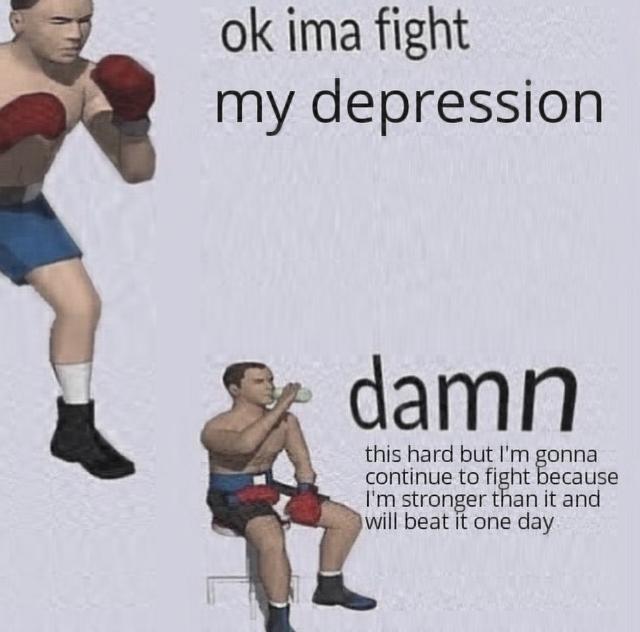 ok ima fight
my depression
damn
this hard but I'm gonna
continue to fight because
I'm stronger than it and
will beat it one day